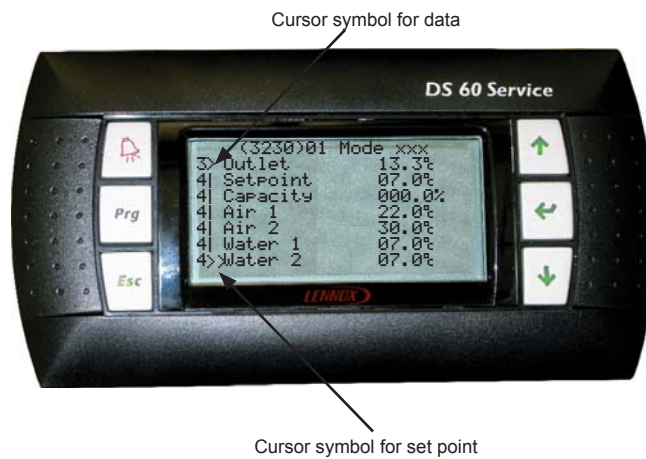 Cursor symbol for data
DS 60 Service
(3230)01 Mode xxx
3> Outlet 13.3℃
4| Setpoint 07.0℃
4| Capacity 000.0%
4| Air 1 22.0℃
4| Air 2 30.0℃
4| Water 1 07.0℃
4>>Water 2 07.0℃
Prg
Esc
LENNOX
Cursor symbol for set point